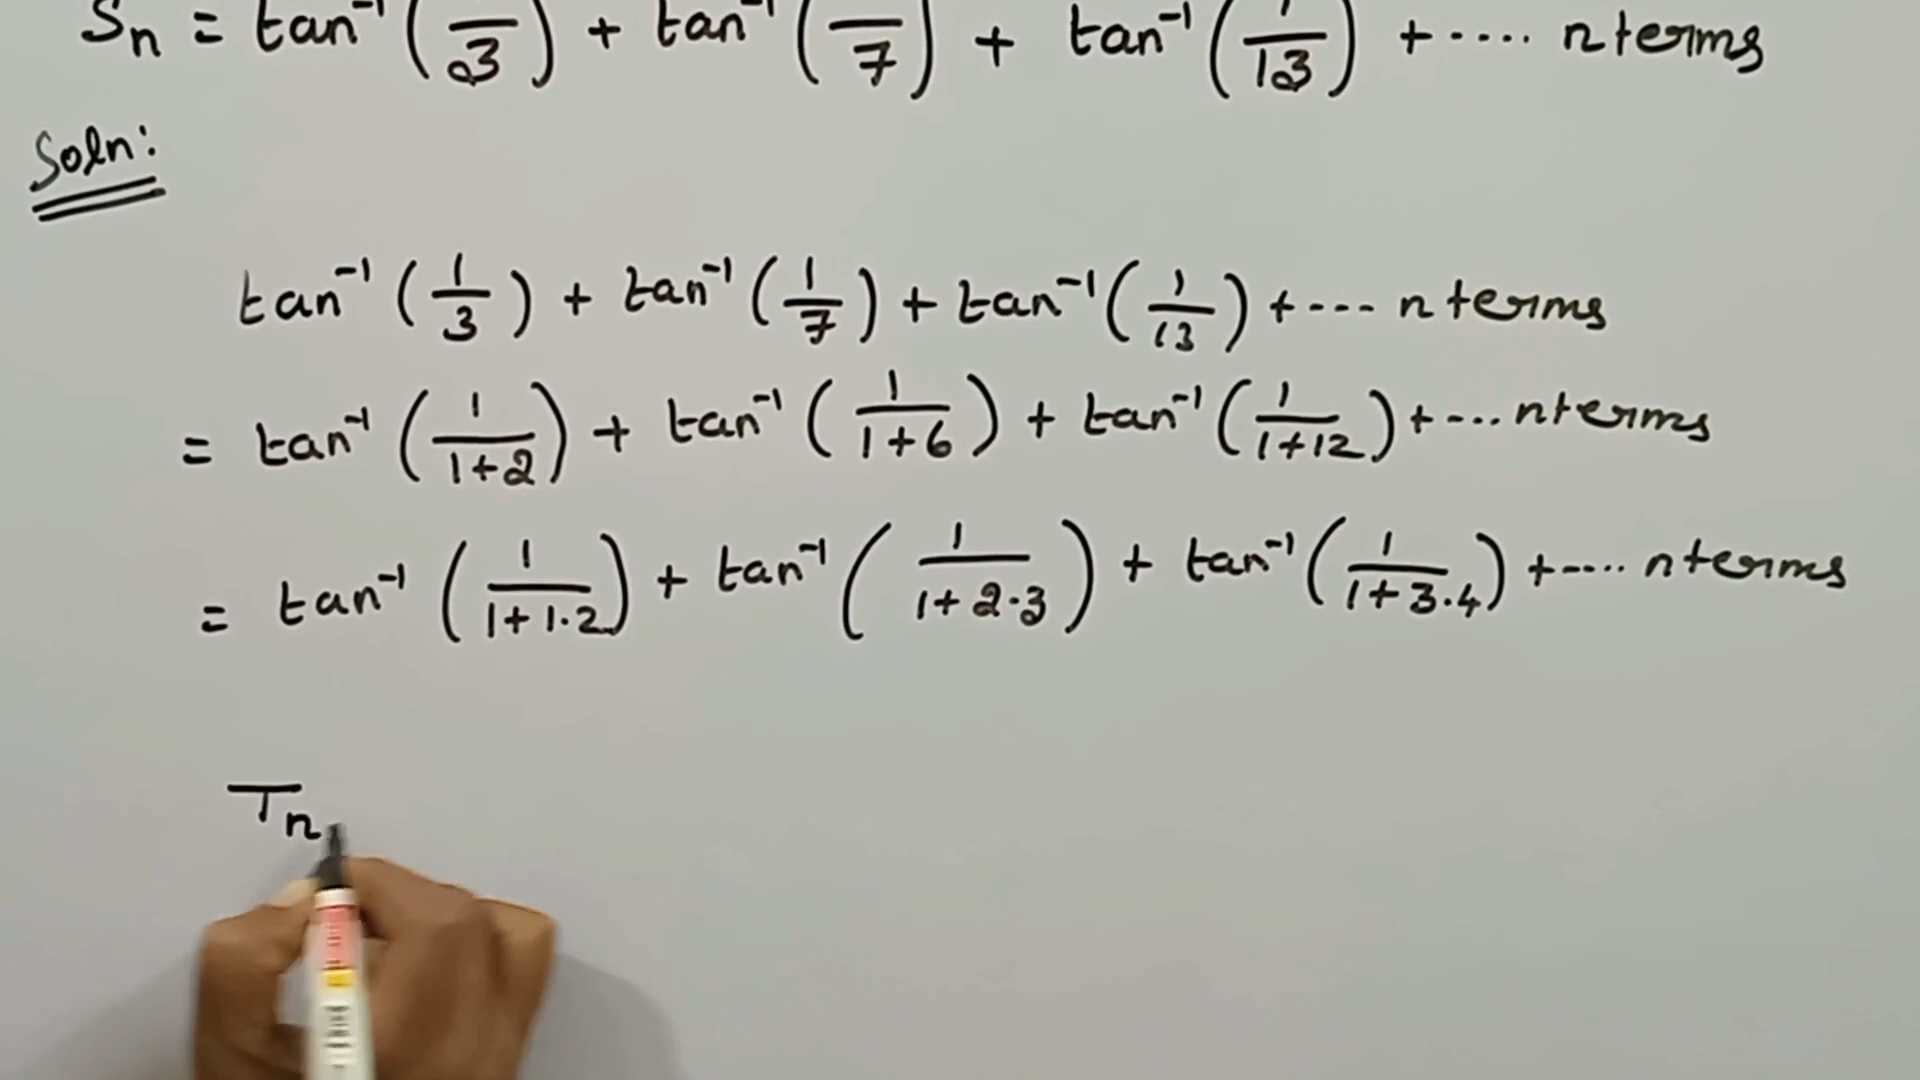 Sn = tan⁻¹(1/3) + tan⁻¹(1/7) + tan⁻¹(1/13) + ..... n terms
Soln:
tan⁻¹(1/3) + tan⁻¹(1/7) + tan⁻¹(1/13) + ---- n terms
= tan⁻¹(1/1+2) + tan⁻¹(1/1+6) + tan⁻¹(1/1+12) + -... n terms
= tan⁻¹(1/1+1·2) + tan⁻¹(1/1+2·3) + tan⁻¹(1/1+3·4) + ..... n terms
Tn